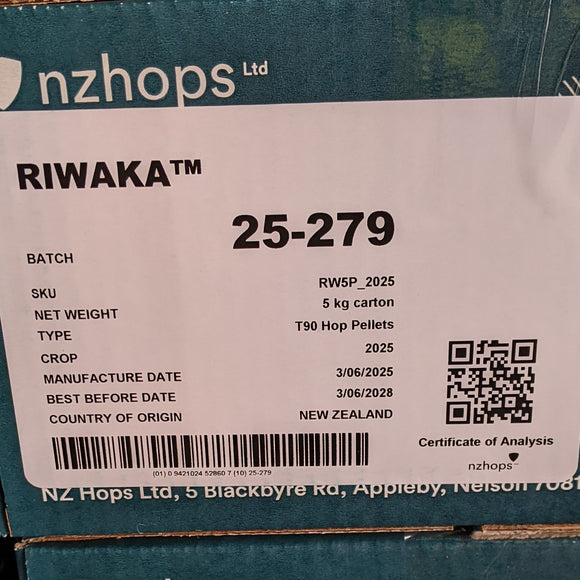 nzhops Ltd
RIWAKA™
BATCH 25-279
SKU RW5P_2025
NET WEIGHT 5 kg carton
TYPE T90 Hop Pellets
CROP 2025
MANUFACTURE DATE 3/06/2025
BEST BEFORE DATE 3/06/2028
COUNTRY OF ORIGIN NEW ZEALAND
(01) 0 9421024 52860 7 (10) 25-279
Certificate of Analysis
nzhops
NZ Hops Ltd, 5 Blackbyre Rd, Appleby, Nelson 7081
nzhops